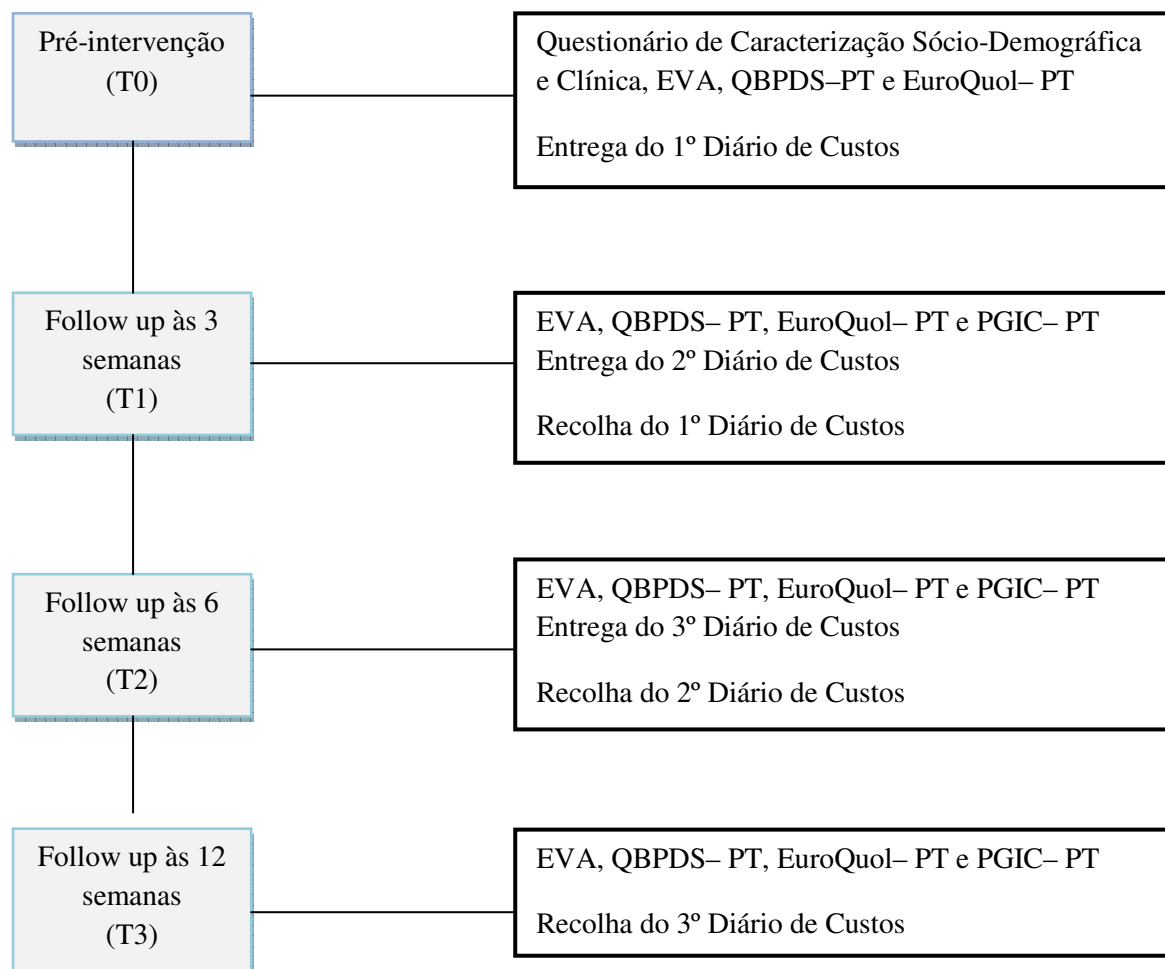 Pré-intervenção
(T0)
Questionário de Caracterização Sócio-Demográfica
e Clínica, EVA, QBPDS–PT e EuroQuol– PT
Entrega do 1º Diário de Custos
Follow up às 3
semanas
(T1)
EVA, QBPDS– PT, EuroQuol– PT e PGIC– PT
Entrega do 2º Diário de Custos
Recolha do 1º Diário de Custos
Follow up às 6
semanas
(T2)
EVA, QBPDS– PT, EuroQuol– PT e PGIC– PT
Entrega do 3º Diário de Custos
Recolha do 2º Diário de Custos
Follow up às 12
semanas
(T3)
EVA, QBPDS– PT, EuroQuol– PT e PGIC– PT
Recolha do 3º Diário de Custos